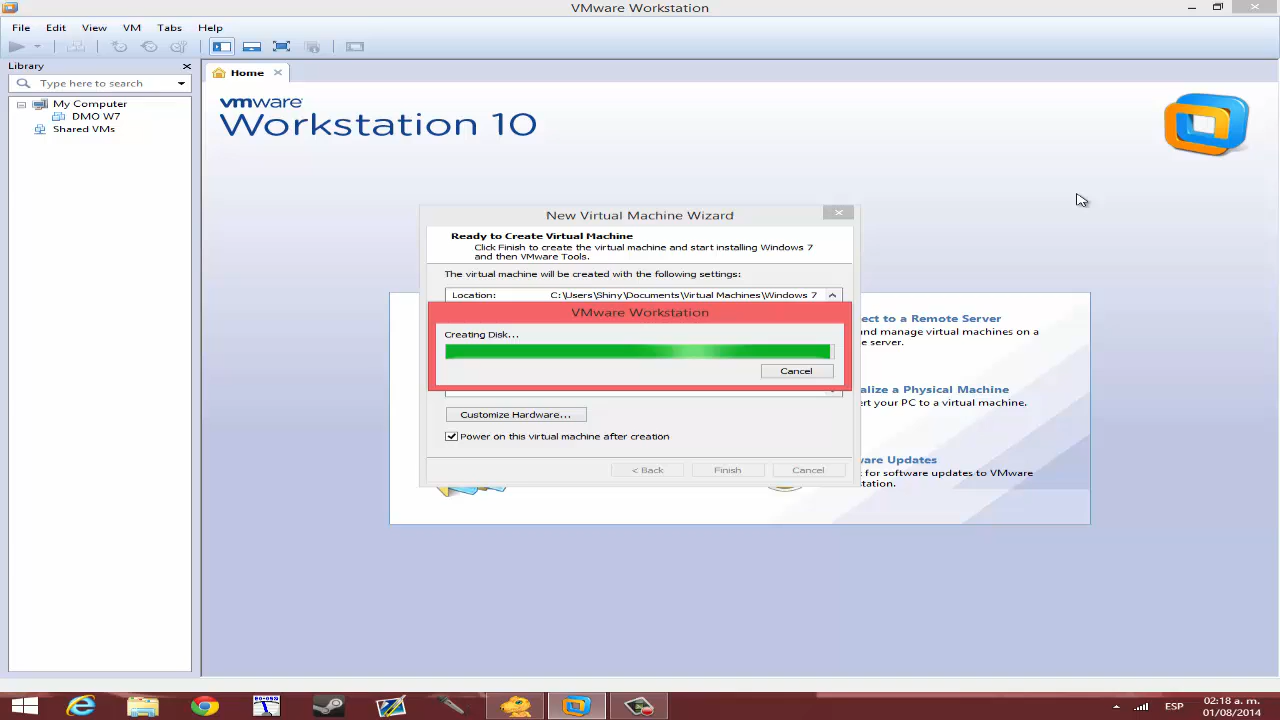 VMware Workstation
File Edit View VM Tabs Help
Library
Type here to search
My Computer
DMO W7
Shared VMs
Home
vmware
Workstation 10
New Virtual Machine Wizard
Ready to Create Virtual Machine
Click Finish to create the virtual machine and start installing Windows 7
and then VMware Tools.
The virtual machine will be created with the following settings:
Location: C:\Users\Shiny\Documents\Virtual Machines\Windows 7
VMware Workstation
Creating Disk...
Cancel
Customize Hardware...
Power on this virtual machine after creation
< Back Finish Cancel
ect to a Remote Server
and manage virtual machines on a
e server.
alize a Physical Machine
ert your PC to a virtual machine.
ware Updates
k for software updates to VMware
station.
ESP
02:18 a. m.
01/08/2014